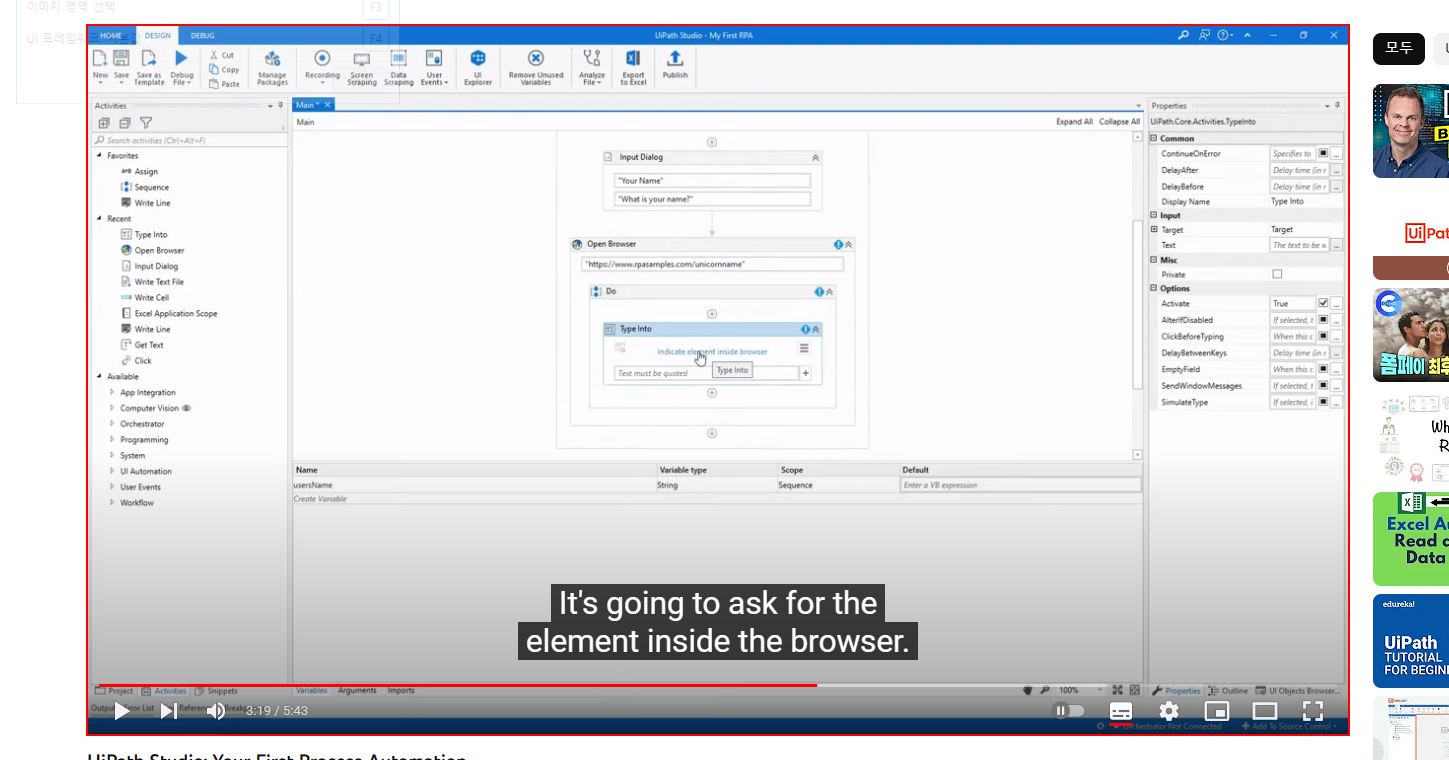 이미지 영역 선택
F3
UI 프레임워크
F4
HOME DESIGN DEBUG
UiPath Studio - My First RPA
New Save Save as Template Debug File
Cut
Copy
Paste
Manage Packages
Recording Screen Scraping Data Scraping User Events
UI Explorer
Remove Unused Variables
Analyze File
Export to Excel
Publish
Activities
Search activities (Ctrl+Alt+F)
Favorites
Assign
Sequence
Write Line
Recent
Type Into
Open Browser
Input Dialog
Write Text File
Write Cell
Excel Application Scope
Write Line
Get Text
Click
Available
App Integration
Computer Vision
Orchestrator
Programming
System
UI Automation
User Events
Workflow
Main *
Main
Expand All Collapse All
Input Dialog
"Your Name"
"What is your name?"
Open Browser
"https://www.rpasamples.com/unicornname"
Do
Type Into
Indicate element inside browser
Text must be quoted
Type Into
Name Variable type Scope Default
usersName String Sequence Enter a VB expression
Create Variable
Properties
UiPath.Core.Activities.TypeInto
Common
ContinueOnError Specifies to
DelayAfter Delay time (in
DelayBefore Delay time (in
Display Name Type Into
Input
Target Target
Text The text to be
Misc
Private
Options
Activate True
AlterIfDisabled If selected,
ClickBeforeTyping When this
DelayBetweenKeys Delay time (in
EmptyField When this
SendWindowMessages If selected,
SimulateType If selected,
It's going to ask for the
element inside the browser.
Project Activities Snippets
Variables Arguments Imports
100%
Properties Outline UI Objects Browser...
3:19 / 5:43
Orchestrator Not Connected
Add To Source Control
UiPath Studio: Your First Process Automation
모두
UiPat
폼페이 최후
Wh
R
Excel Au
Read a
Data
edureka!
UiPath
TUTORIAL
FOR BEGIN